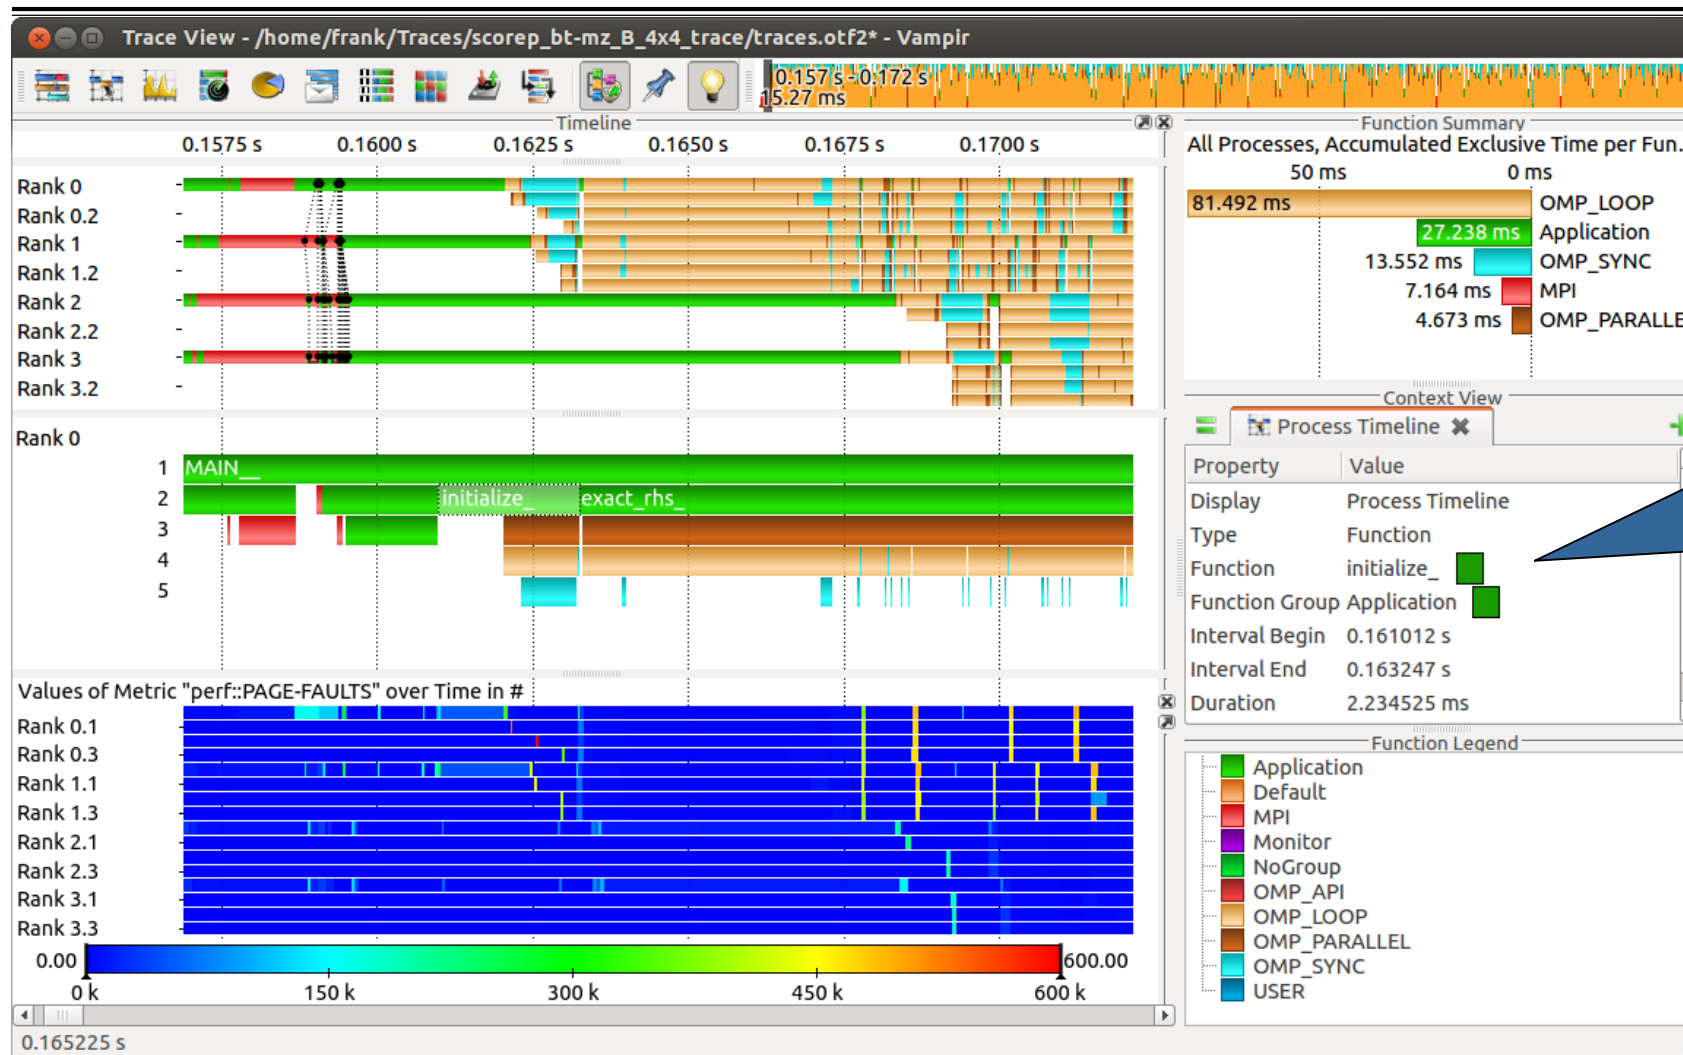 Trace View - /home/frank/Traces/scorep_bt-mz_B_4x4_trace/traces.otf2* - Vampir
0.157 s - 0.172 s
15.27 ms
Timeline
0.1575 s 0.1600 s 0.1625 s 0.1650 s 0.1675 s 0.1700 s
Rank 0
Rank 0.2
Rank 1
Rank 1.2
Rank 2
Rank 2.2
Rank 3
Rank 3.2
Rank 0
1 MAIN__
2 initialize_ exact_rhs_
3
4
5
Values of Metric "perf::PAGE-FAULTS" over Time in #
Rank 0.1
Rank 0.3
Rank 1.1
Rank 1.3
Rank 2.1
Rank 2.3
Rank 3.1
Rank 3.3
0.00 600.00
0 k 150 k 300 k 450 k 600 k
0.165225 s
Function Summary
All Processes, Accumulated Exclusive Time per Fun.
50 ms 0 ms
81.492 ms OMP_LOOP
27.238 ms Application
13.552 ms OMP_SYNC
7.164 ms MPI
4.673 ms OMP_PARALLE
Context View
Process Timeline
Property Value
Display Process Timeline
Type Function
Function initialize_
Function Group Application
Interval Begin 0.161012 s
Interval End 0.163247 s
Duration 2.234525 ms
Function Legend
Application
Default
MPI
Monitor
NoGroup
OMP_API
OMP_LOOP
OMP_PARALLEL
OMP_SYNC
USER